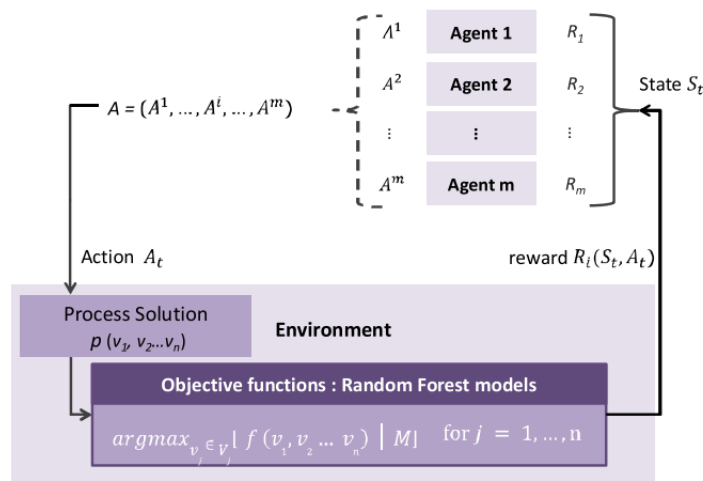 Λ¹ Agent 1 R₁
A² Agent 2 R₂
State Sₜ
A = (A¹, ..., Aⁱ, ..., Aᵐ)
⋮ ⋮ ⋮
Aᵐ Agent m Rₘ
Action Aₜ
reward Rᵢ(Sₜ, Aₜ)
Process Solution
p (v₁, v₂...vₙ)
Environment
Objective functions : Random Forest models
argmax_{vⱼ ∈ Vⱼ}[ f (v₁, v₂ ... vₙ) | M] for j = 1, ..., n